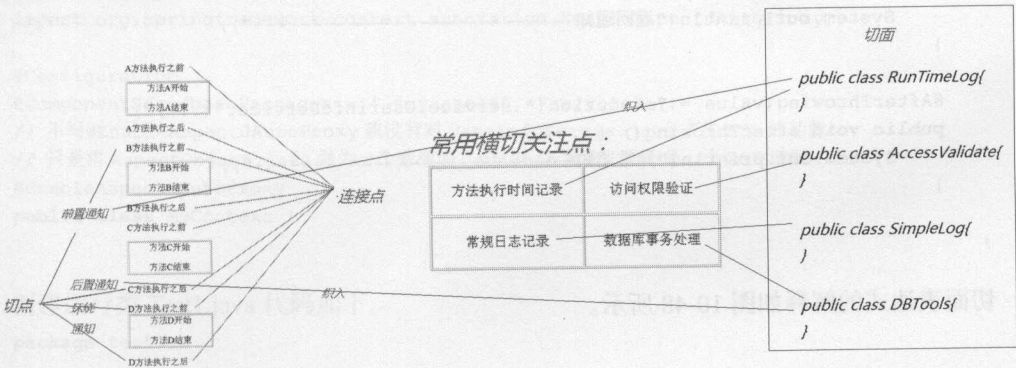 切面
A方法执行之前
方法A开始
方法A结束
A方法执行之后
B方法执行之前
方法B开始
方法B结束
B方法执行之后
C方法执行之前
方法C开始
方法C结束
C方法执行之后
D方法执行之前
方法D开始
方法D结束
D方法执行之后
前置通知
后置通知
切点
环绕
通知
织入
连接点
织入
常用横切关注点：
方法执行时间记录
访问权限验证
常规日志记录
数据库事务处理
public class RunTimeLog{
}
public class AccessValidate{
}
public class SimpleLog{
}
public class DBTools{
}